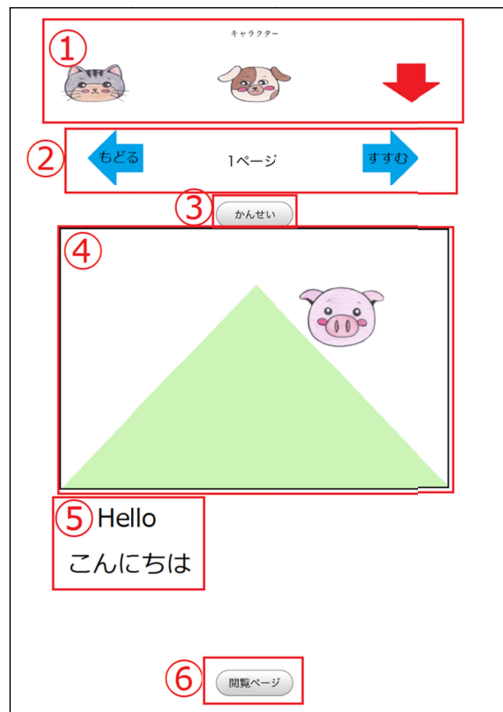 ①
キャラクター
②
もどる
1ページ
すすむ
③
かんせい
④
⑤
Hello
こんにちは
⑥
閲覧ページ